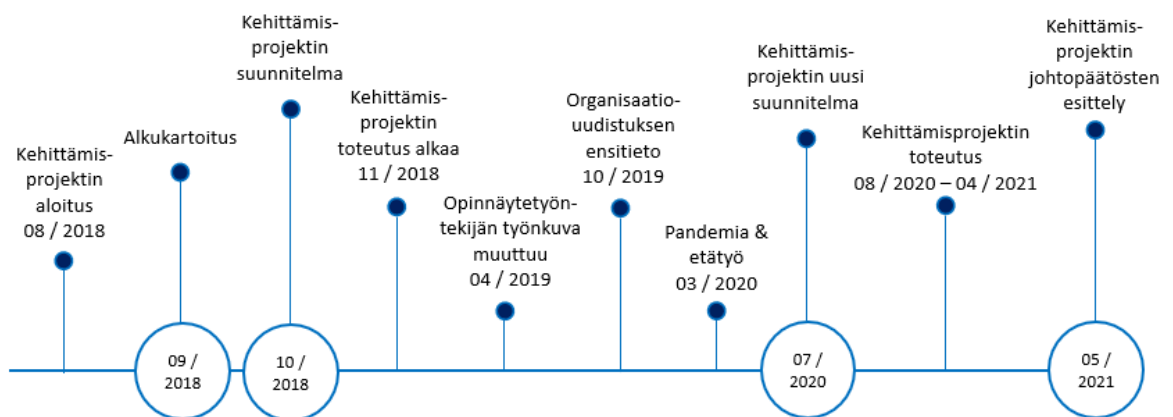 Kehittämis-
projektin
aloitus
08 / 2018
Alkukartoitus
09 /
2018
Kehittämis-
projektin
suunnitelma
10 /
2018
Kehittämis-
projektin
toteutus alkaa
11 / 2018
Opinnäytetyön-
tekijän työnkuva
muuttuu
04 / 2019
Organisaatio-
uudistuksen
ensitieto
10 / 2019
Pandemia &
etätyö
03 / 2020
Kehittämis-
projektin uusi
suunnitelma
07 /
2020
Kehittämisprojektin
toteutus
08 / 2020 – 04 / 2021
Kehittämis-
projektin
johtopäätösten
esittely
05 /
2021